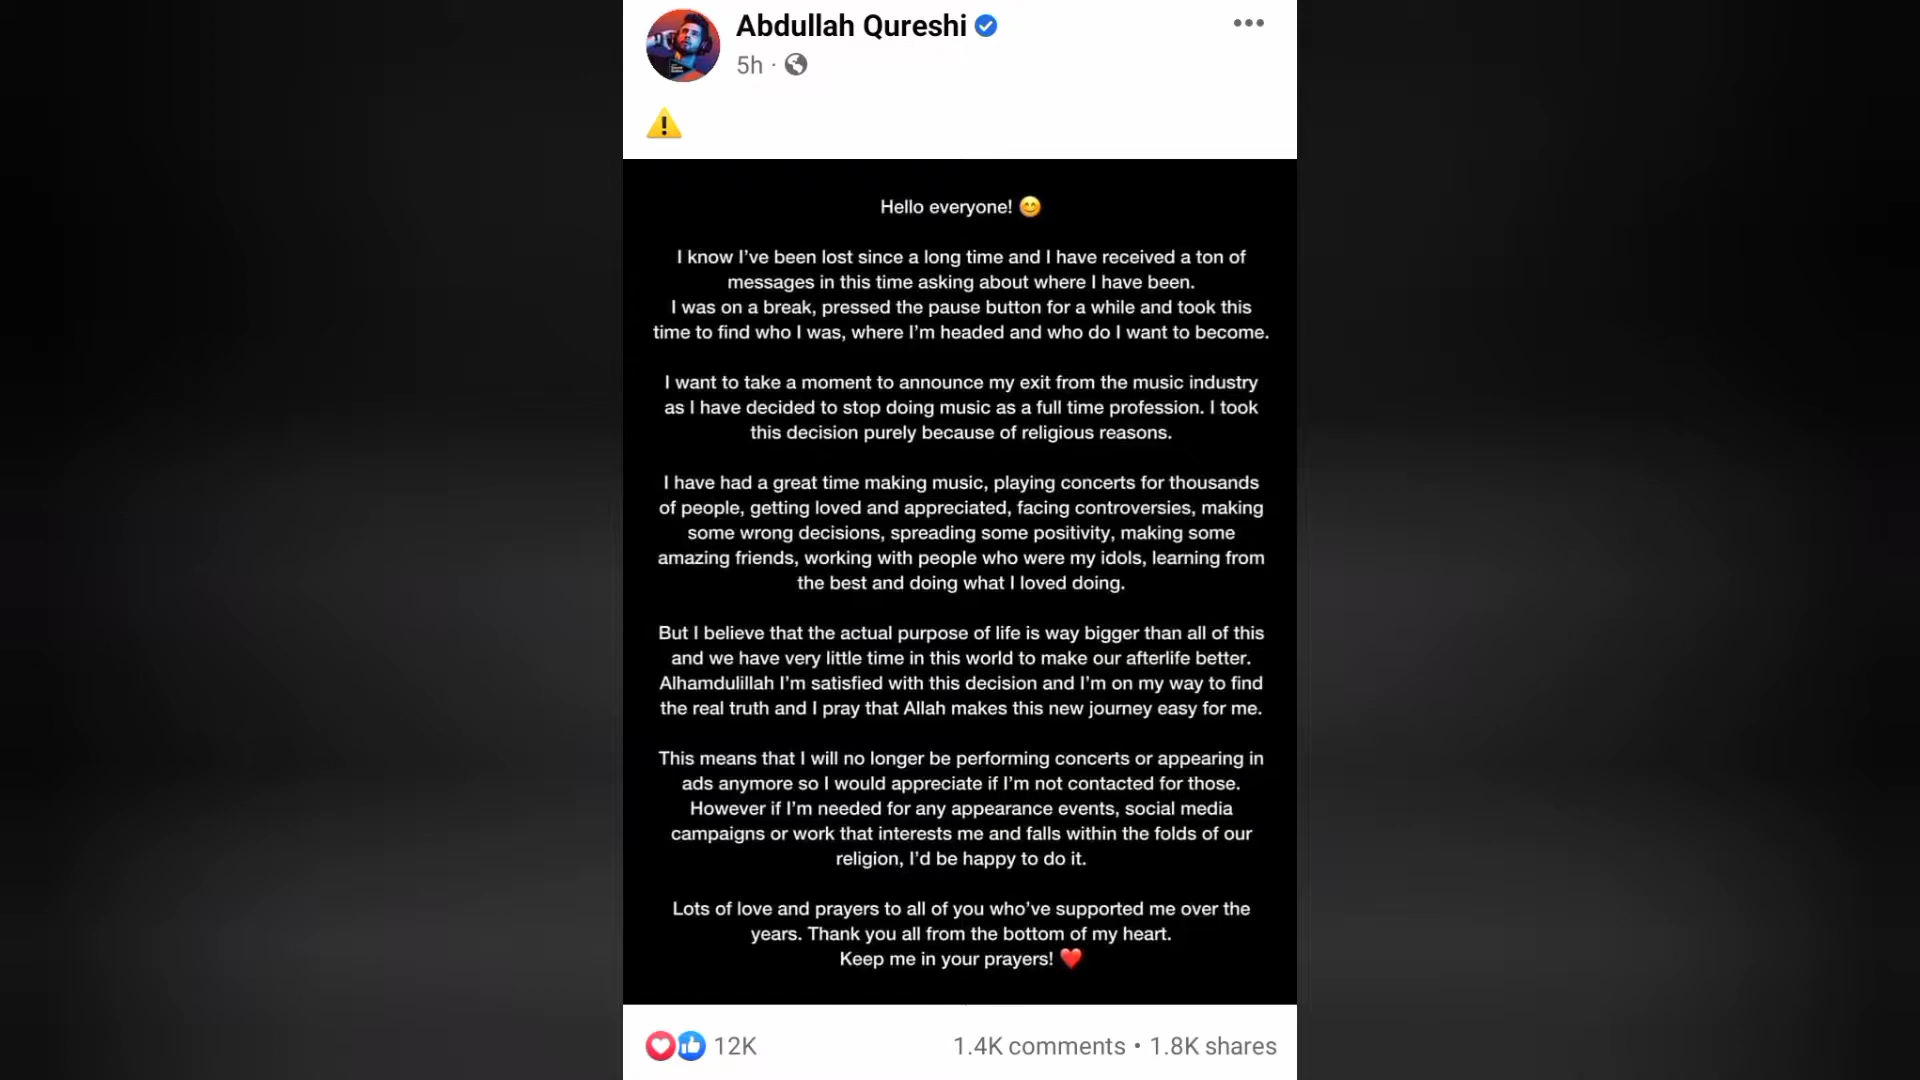 Abdullah Qureshi
5h ·
⚠️
Hello everyone! 😊
I know I’ve been lost since a long time and I have received a ton of
messages in this time asking about where I have been.
I was on a break, pressed the pause button for a while and took this
time to find who I was, where I’m headed and who do I want to become.
I want to take a moment to announce my exit from the music industry
as I have decided to stop doing music as a full time profession. I took
this decision purely because of religious reasons.
I have had a great time making music, playing concerts for thousands
of people, getting loved and appreciated, facing controversies, making
some wrong decisions, spreading some positivity, making some
amazing friends, working with people who were my idols, learning from
the best and doing what I loved doing.
But I believe that the actual purpose of life is way bigger than all of this
and we have very little time in this world to make our afterlife better.
Alhamdulillah I’m satisfied with this decision and I’m on my way to find
the real truth and I pray that Allah makes this new journey easy for me.
This means that I will no longer be performing concerts or appearing in
ads anymore so I would appreciate if I’m not contacted for those.
However if I’m needed for any appearance events, social media
campaigns or work that interests me and falls within the folds of our
religion, I’d be happy to do it.
Lots of love and prayers to all of you who’ve supported me over the
years. Thank you all from the bottom of my heart.
Keep me in your prayers! ❤️
12K 1.4K comments • 1.8K shares